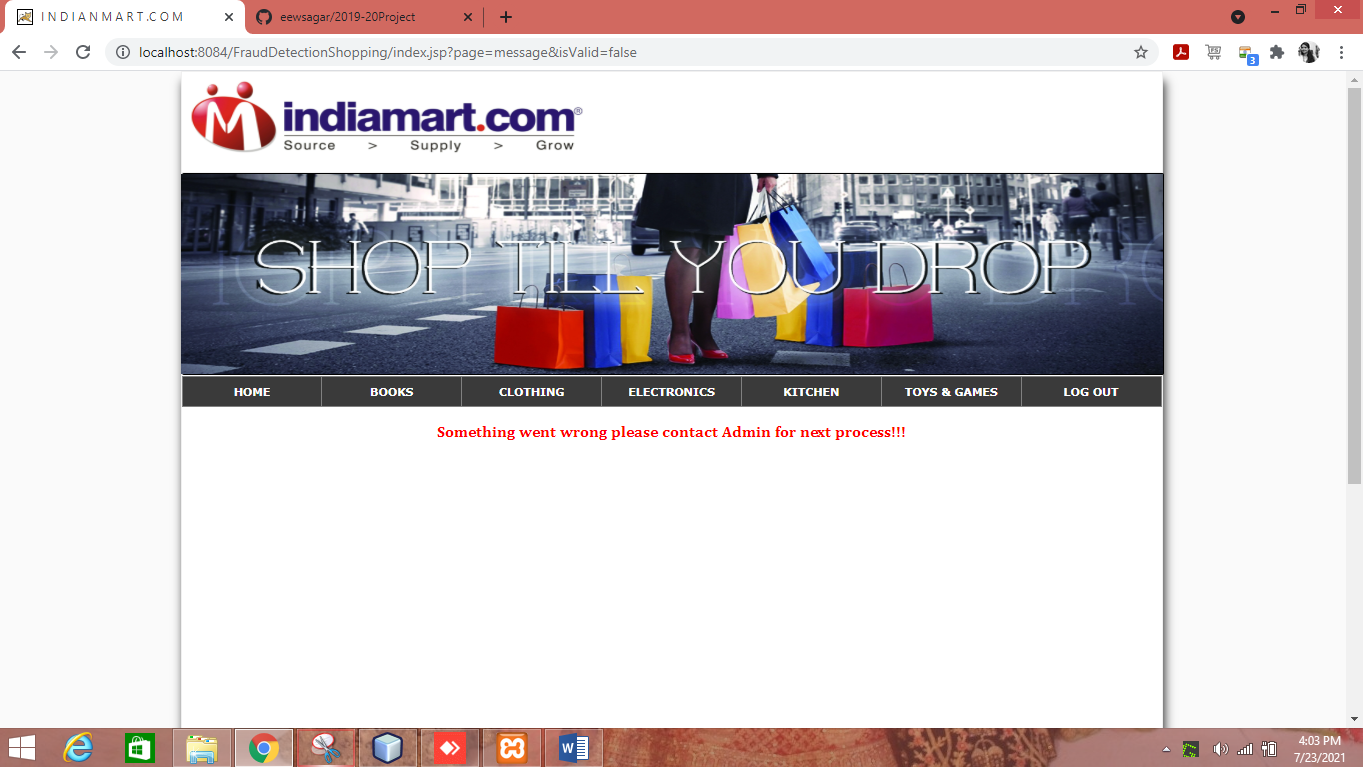 INDIANMART.COM
eewsagar/2019-20Project
localhost:8084/FraudDetectionShopping/index.jsp?page=message&isValid=false
3
indiamart.com®
Source > Supply > Grow
SHOP TILL YOU DROP
HOME BOOKS CLOTHING ELECTRONICS KITCHEN TOYS & GAMES LOG OUT
Something went wrong please contact Admin for next process!!!
4:03 PM
7/23/2021